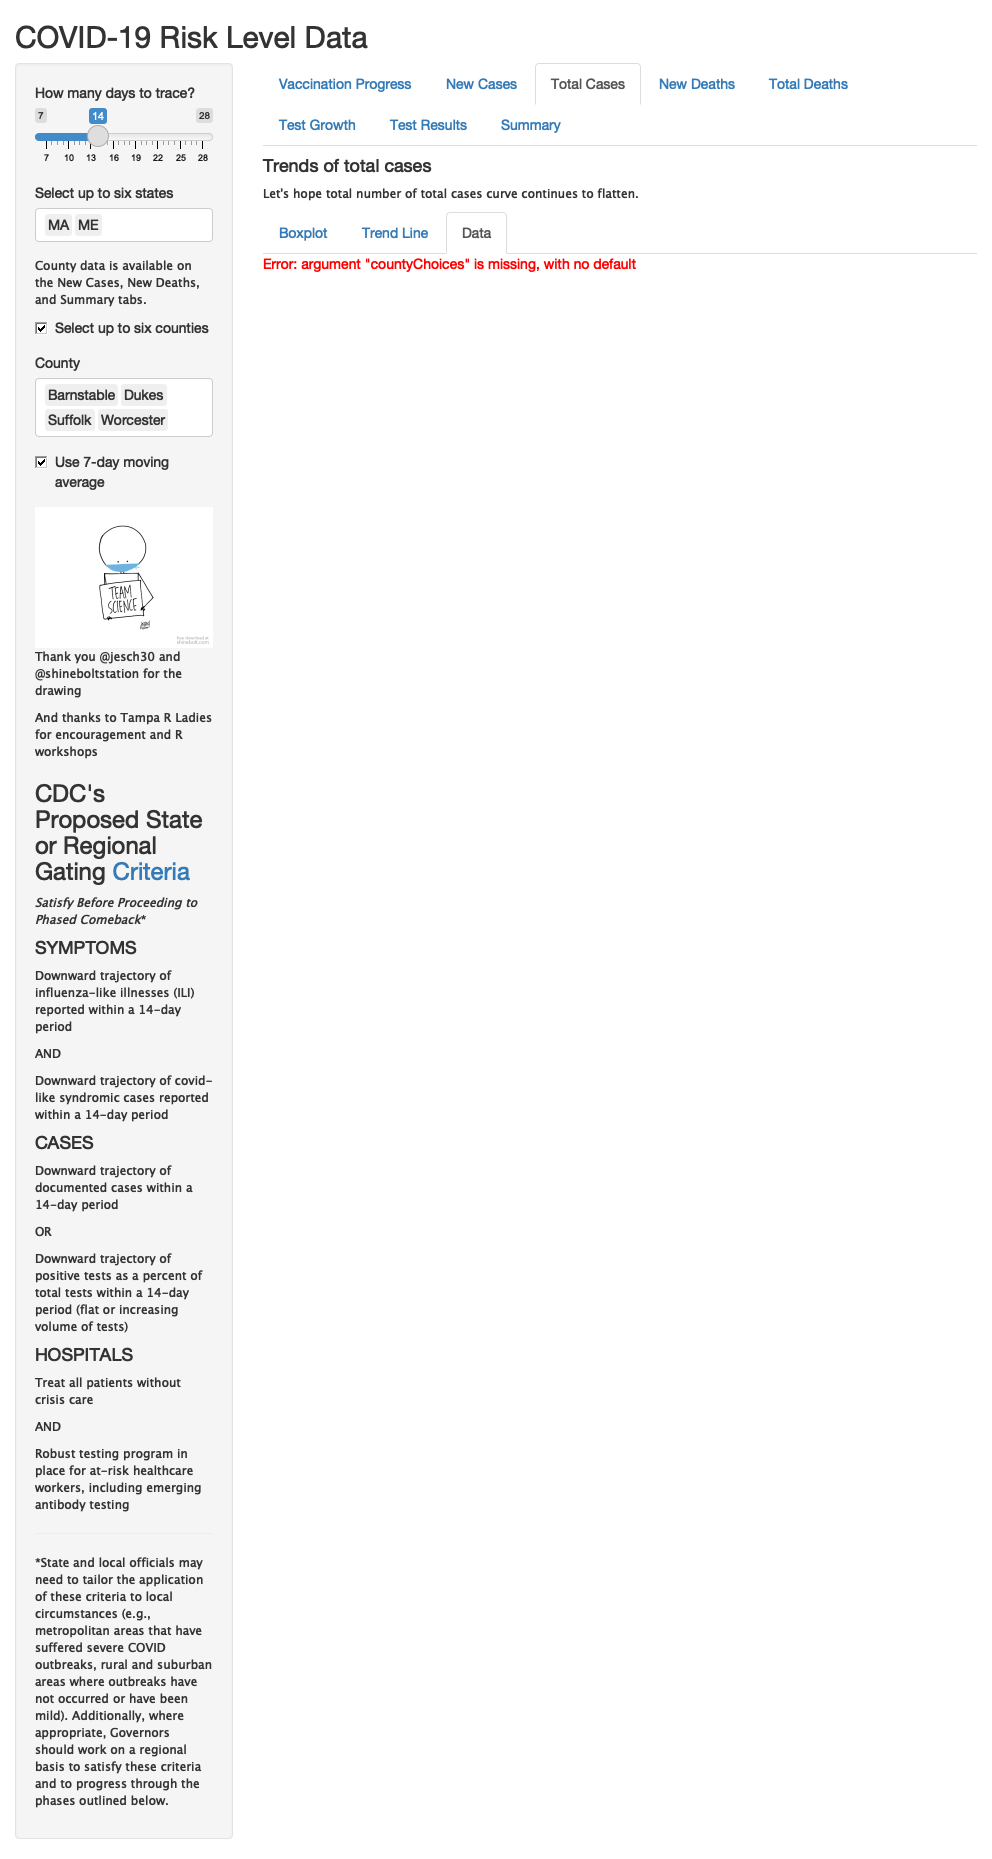 COVID-19 Risk Level Data
How many days to trace?
7 14 28
7 10 13 16 19 22 25 28
Select up to six states
MA ME
County data is available on
the New Cases, New Deaths,
and Summary tabs.
Select up to six counties
County
Barnstable Dukes
Suffolk Worcester
Use 7-day moving
average
TEAM
SCIENCE
free download at
shinebolt.com
Thank you @jesch30 and
@shineboltstation for the
drawing
And thanks to Tampa R Ladies
for encouragement and R
workshops
CDC's
Proposed State
or Regional
Gating Criteria
Satisfy Before Proceeding to
Phased Comeback*
SYMPTOMS
Downward trajectory of
influenza-like illnesses (ILI)
reported within a 14-day
period
AND
Downward trajectory of covid-
like syndromic cases reported
within a 14-day period
CASES
Downward trajectory of
documented cases within a
14-day period
OR
Downward trajectory of
positive tests as a percent of
total tests within a 14-day
period (flat or increasing
volume of tests)
HOSPITALS
Treat all patients without
crisis care
AND
Robust testing program in
place for at-risk healthcare
workers, including emerging
antibody testing
*State and local officials may
need to tailor the application
of these criteria to local
circumstances (e.g.,
metropolitan areas that have
suffered severe COVID
outbreaks, rural and suburban
areas where outbreaks have
not occurred or have been
mild). Additionally, where
appropriate, Governors
should work on a regional
basis to satisfy these criteria
and to progress through the
phases outlined below.
Vaccination Progress New Cases Total Cases New Deaths Total Deaths
Test Growth Test Results Summary
Trends of total cases
Let's hope total number of total cases curve continues to flatten.
Boxplot Trend Line Data
Error: argument "countyChoices" is missing, with no default